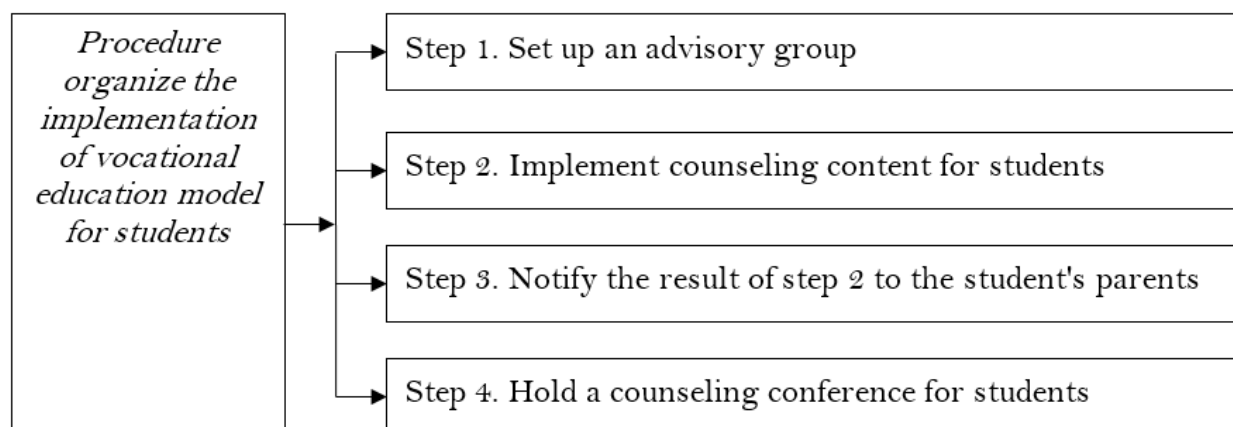 Procedure
organize the
implementation
of vocational
education model
for students
Step 1. Set up an advisory group
Step 2. Implement counseling content for students
Step 3. Notify the result of step 2 to the student's parents
Step 4. Hold a counseling conference for students